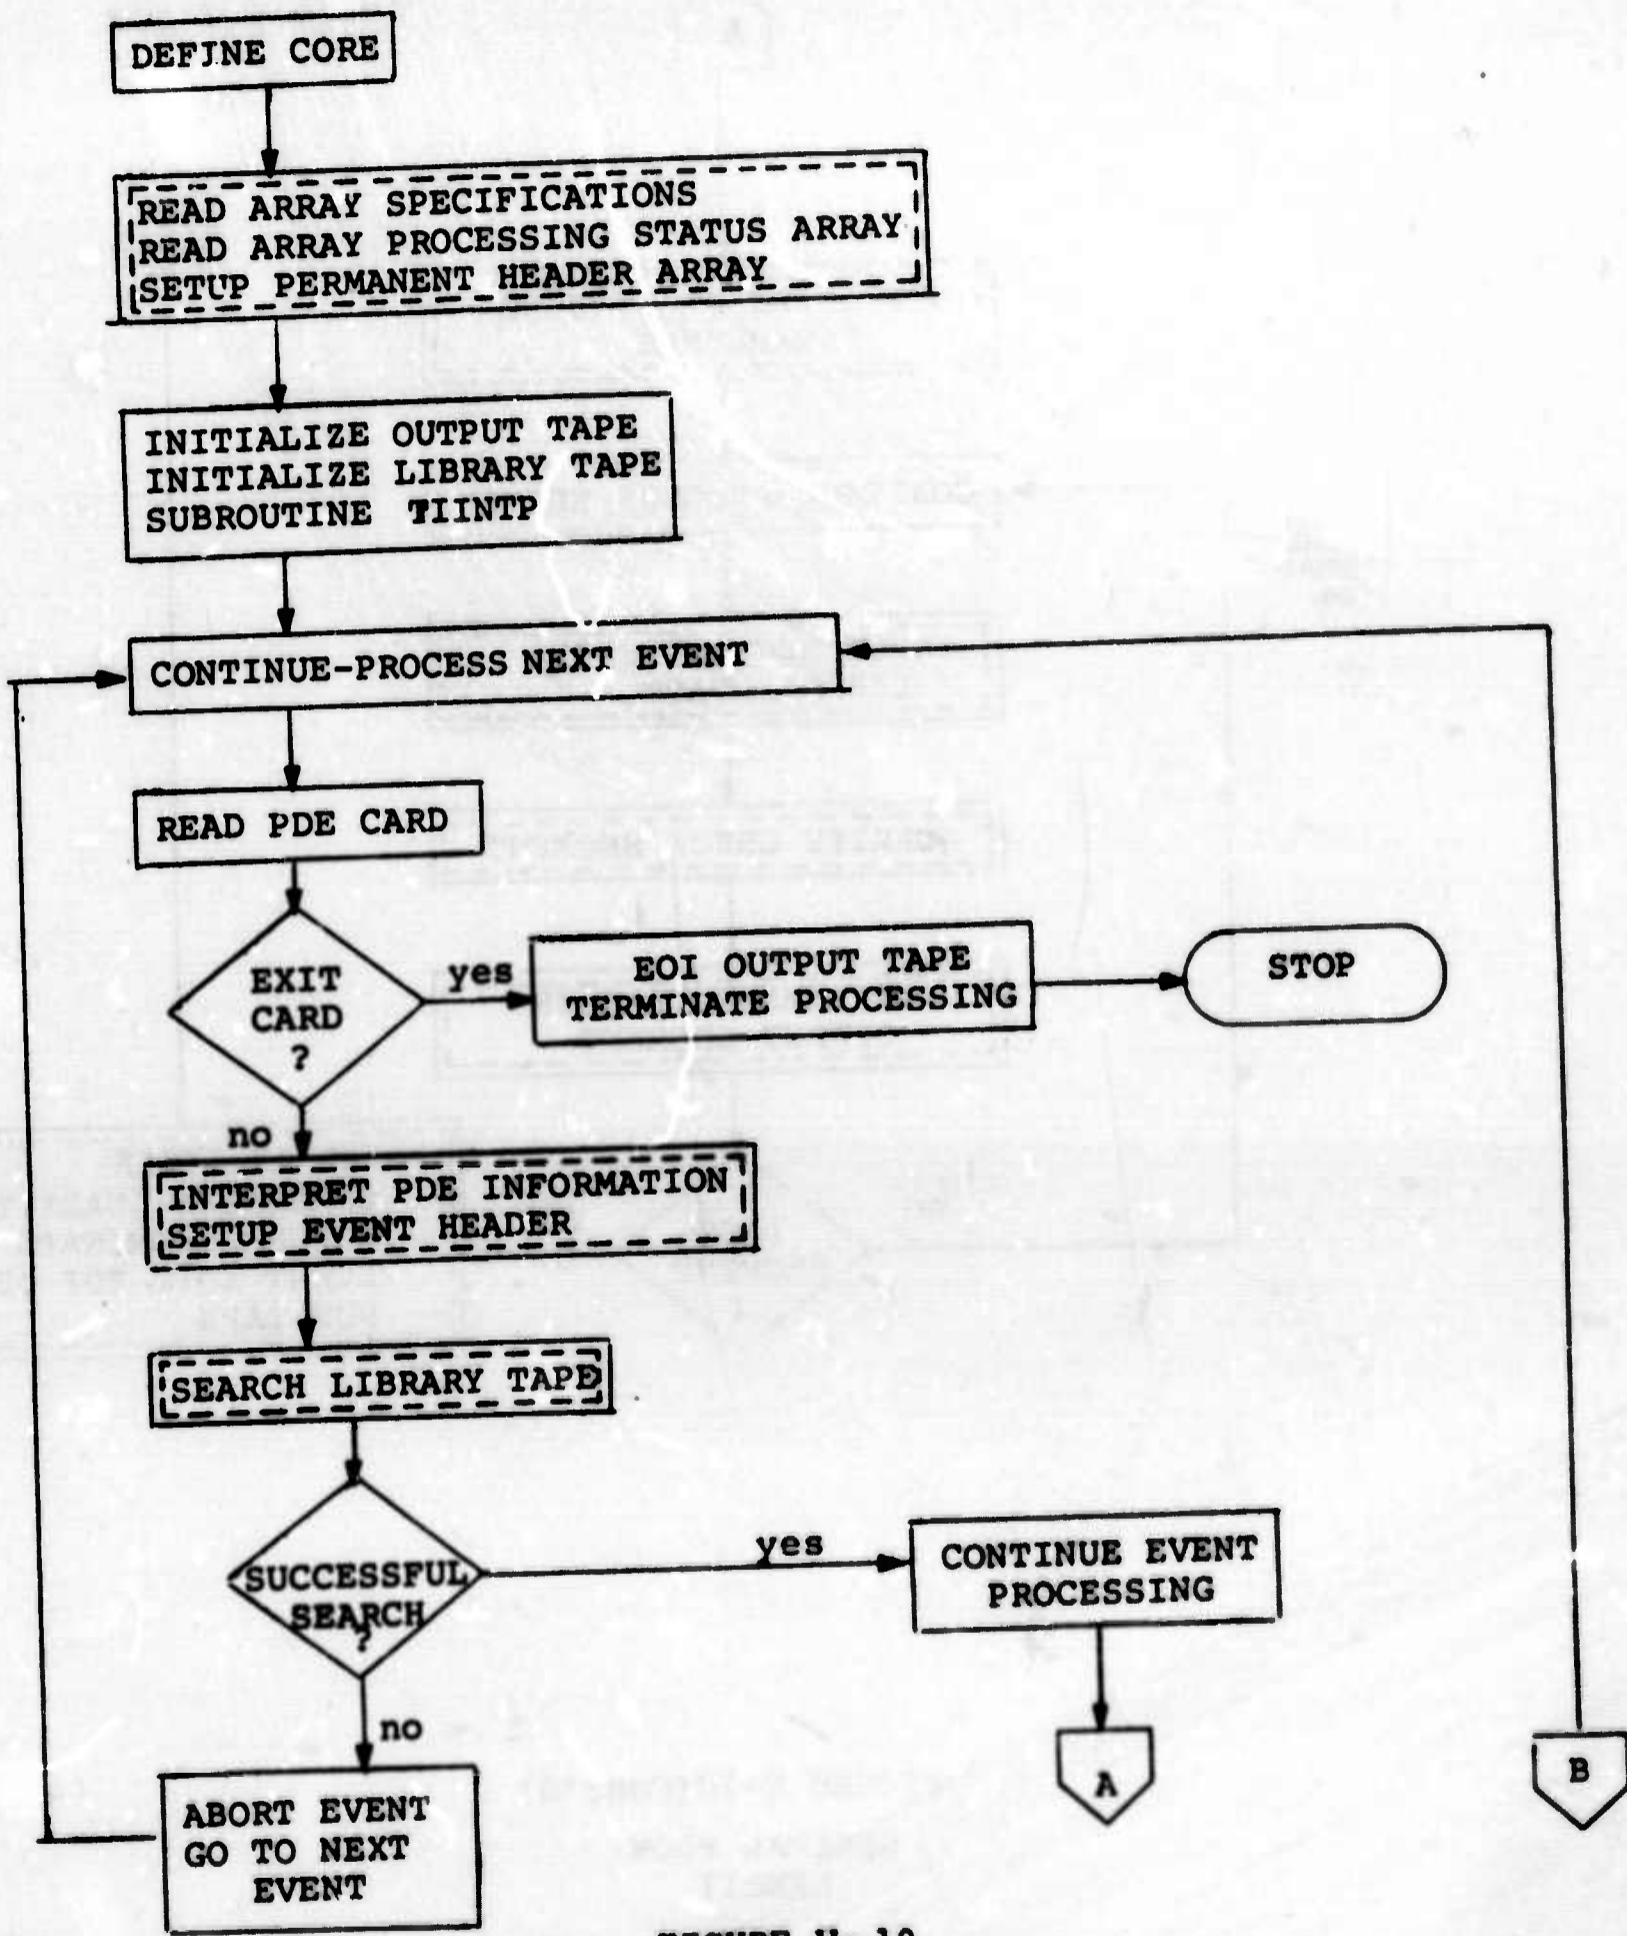 DEFINE CORE
READ ARRAY SPECIFICATIONS
READ ARRAY PROCESSING STATUS ARRAY
SETUP PERMANENT HEADER ARRAY
INITIALIZE OUTPUT TAPE
INITIALIZE LIBRARY TAPE
SUBROUTINE TIINTP
CONTINUE-PROCESS NEXT EVENT
READ PDE CARD
EXIT
CARD
?
yes
EOI OUTPUT TAPE
TERMINATE PROCESSING
STOP
no
INTERPRET PDE INFORMATION
SETUP EVENT HEADER
SEARCH LIBRARY TAPE
SUCCESSFUL
SEARCH
?
yes
CONTINUE EVENT
PROCESSING
no
A
B
ABORT EVENT
GO TO NEXT
EVENT